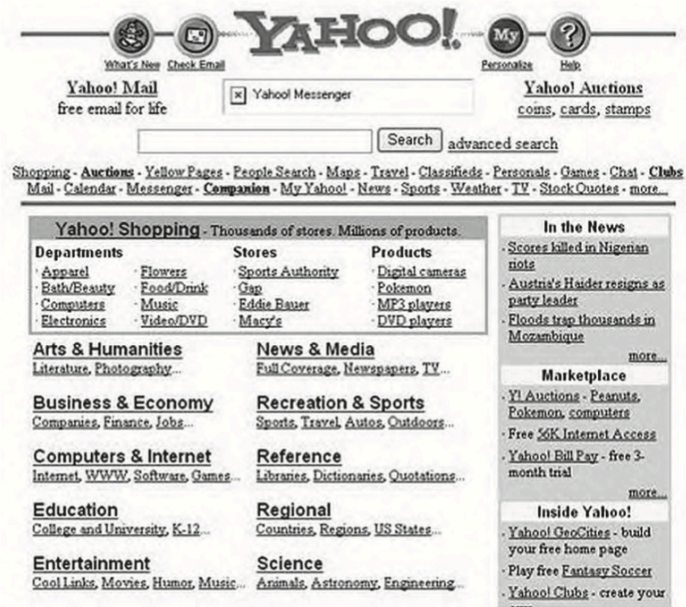 YAHOO!
What's New
Check Email
My
Personalize
?
Help
Yahoo! Mail
free email for life
Yahoo! Messenger
Yahoo! Auctions
coins, cards, stamps
Search
advanced search
Shopping - Auctions - Yellow Pages - People Search - Maps - Travel - Classifieds - Personals - Games - Chat - Clubs
Mail - Calendar - Messenger - Companion - My Yahoo! - News - Sports - Weather - TV - Stock Quotes - more...
Yahoo! Shopping - Thousands of stores. Millions of products.
Departments
· Apparel
· Bath/Beauty
· Computers
· Electronics
· Flowers
· Food/Drink
· Music
· Video/DVD
Stores
· Sports Authority
· Gap
· Eddie Bauer
· Macy's
Products
· Digital cameras
· Pokemon
· MP3 players
· DVD players
Arts & Humanities
Literature, Photography...
Business & Economy
Companies, Finance, Jobs...
Computers & Internet
Internet, WWW, Software, Games...
Education
College and University, K-12...
Entertainment
Cool Links, Movies, Humor, Music...
News & Media
Full Coverage, Newspapers, TV...
Recreation & Sports
Sports, Travel, Autos, Outdoors...
Reference
Libraries, Dictionaries, Quotations...
Regional
Countries, Regions, US States...
Science
Animals, Astronomy, Engineering...
In the News
· Scores killed in Nigerian
riots
· Austria's Haider resigns as
party leader
· Floods trap thousands in
Mozambique
more...
Marketplace
· Y! Auctions - Peanuts,
Pokemon, computers
· Free 56K Internet Access
· Yahoo! Bill Pay - free 3-
month trial
more...
Inside Yahoo!
· Yahoo! GeoCities - build
your free home page
· Play free Fantasy Soccer
· Yahoo! Clubs - create your